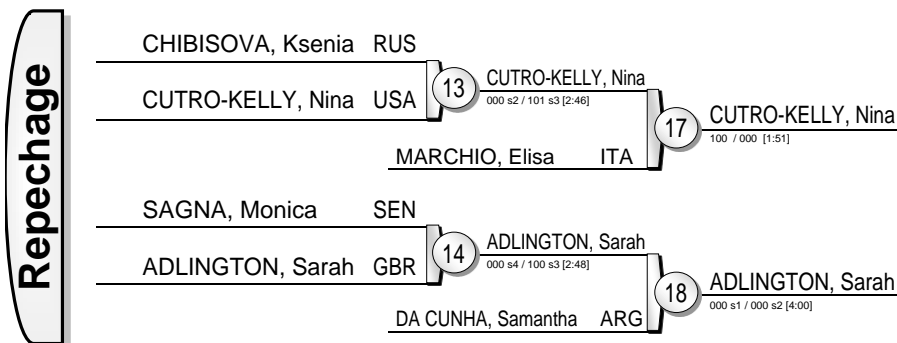 Repechage
CHIBISOVA, Ksenia RUS
CUTRO-KELLY, Nina USA
13
CUTRO-KELLY, Nina
000 s2 / 101 s3 [2:46]
MARCHIO, Elisa ITA
17
CUTRO-KELLY, Nina
100 / 000 [1:51]
SAGNA, Monica SEN
ADLINGTON, Sarah GBR
14
ADLINGTON, Sarah
000 s4 / 100 s3 [2:48]
DA CUNHA, Samantha ARG
18
ADLINGTON, Sarah
000 s1 / 000 s2 [4:00]